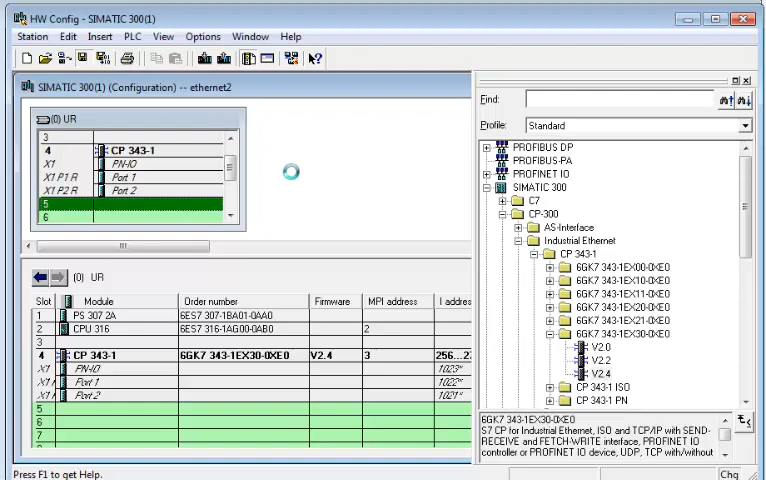 HW Config - SIMATIC 300(1)
Station Edit Insert PLC View Options Window Help
SIMATIC 300(1) (Configuration) -- ethernet2
(0) UR
3
4 CP 343-1
X1 PN-IO
X1 P1 R Port 1
X1 P2 R Port 2
5
6
Find:
Profile: Standard
PROFIBUS DP
PROFIBUS-PA
PROFINET IO
SIMATIC 300
C7
CP-300
AS-Interface
Industrial Ethernet
CP 343-1
6GK7 343-1EX00-0XE0
6GK7 343-1EX10-0XE0
6GK7 343-1EX11-0XE0
6GK7 343-1EX20-0XE0
6GK7 343-1EX21-0XE0
6GK7 343-1EX30-0XE0
V2.0
V2.2
V2.4
CP 343-1 ISO
CP 343-1 PN
(0) UR
Slot Module Order number Firmware MPI address I addres
1 PS 307 2A 6ES7 307-1BA01-0AA0
2 CPU 316 6ES7 316-1AG00-0AB0 2
3
4 CP 343-1 6GK7 343-1EX30-0XE0 V2.4 3 256...27
X1 PN-IO 1023*
X1 Port 1 1022*
X1 Port 2 1021*
5
6
7
6GK7 343-1EX30-0XE0
S7 CP for Industrial Ethernet, ISO and TCP/IP with SEND-
RECEIVE and FETCH-WRITE interface, PROFINET IO
controller or PROFINET IO device, UDP, TCP with/without
Press F1 to get Help.
Chg